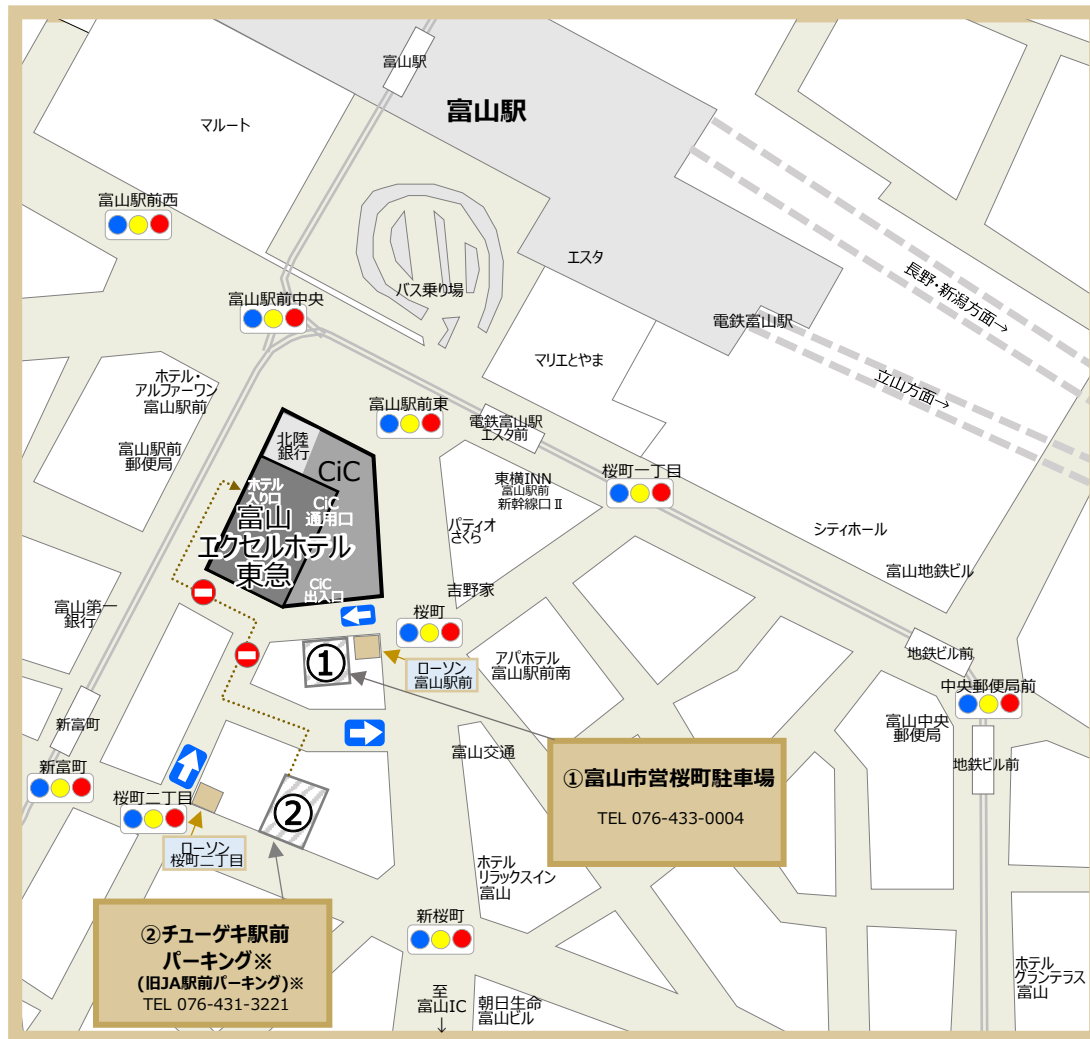 富山駅
富山駅
マルート
富山駅前西
エスタ
長野・新潟方面→
バス乗り場
富山駅前中央
電鉄富山駅
マリエとやま
立山方面→
ホテル・
アルファーワン
富山駅前
富山駅前東
電鉄富山駅
エスタ前
富山駅前
郵便局
北陸
銀行
CiC
東横INN
富山駅前
新幹線口Ⅱ
桜町一丁目
ホテル
入り口
CiC
通用口
富山
エクセルホテル
東急
パティオ
さくら
シティホール
富山地鉄ビル
CiC
出入口
吉野家
富山第一
銀行
桜町
①
ローソン
富山駅前
アパホテル
富山駅前南
地鉄ビル前
中央郵便局前
新富町
富山中央
郵便局
富山交通
地鉄ビル前
新富町
①富山市営桜町駐車場
TEL 076-433-0004
桜町二丁目
②
ローソン
桜町二丁目
ホテル
リラックスイン
富山
②チューゲキ駅前
パーキング※
(旧JA駅前パーキング)※
TEL 076-431-3221
新桜町
至
富山IC
↓
朝日生命
富山ビル
ホテル
グランテラス
富山